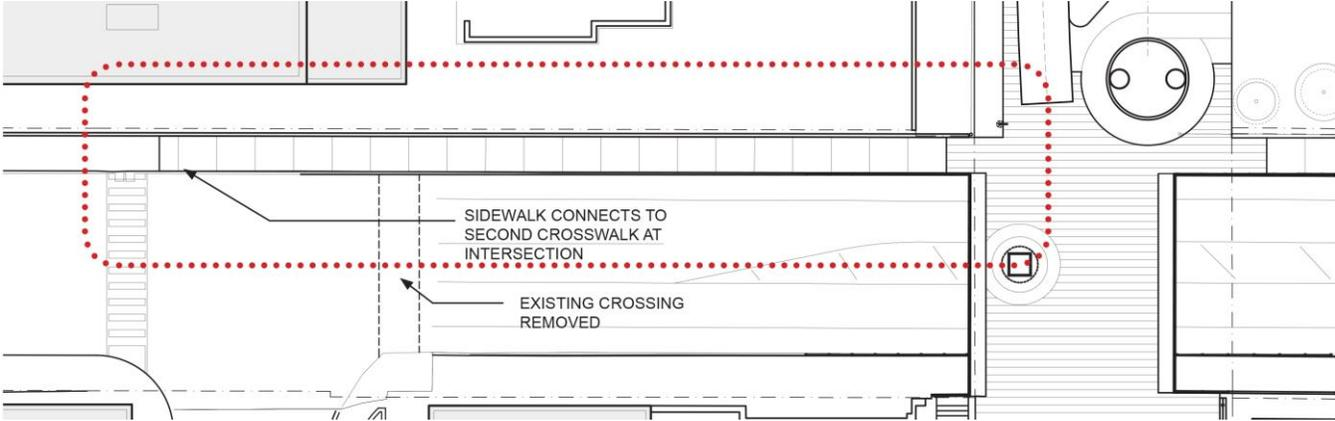 SIDEWALK CONNECTS TO
SECOND CROSSWALK AT
INTERSECTION
EXISTING CROSSING
REMOVED